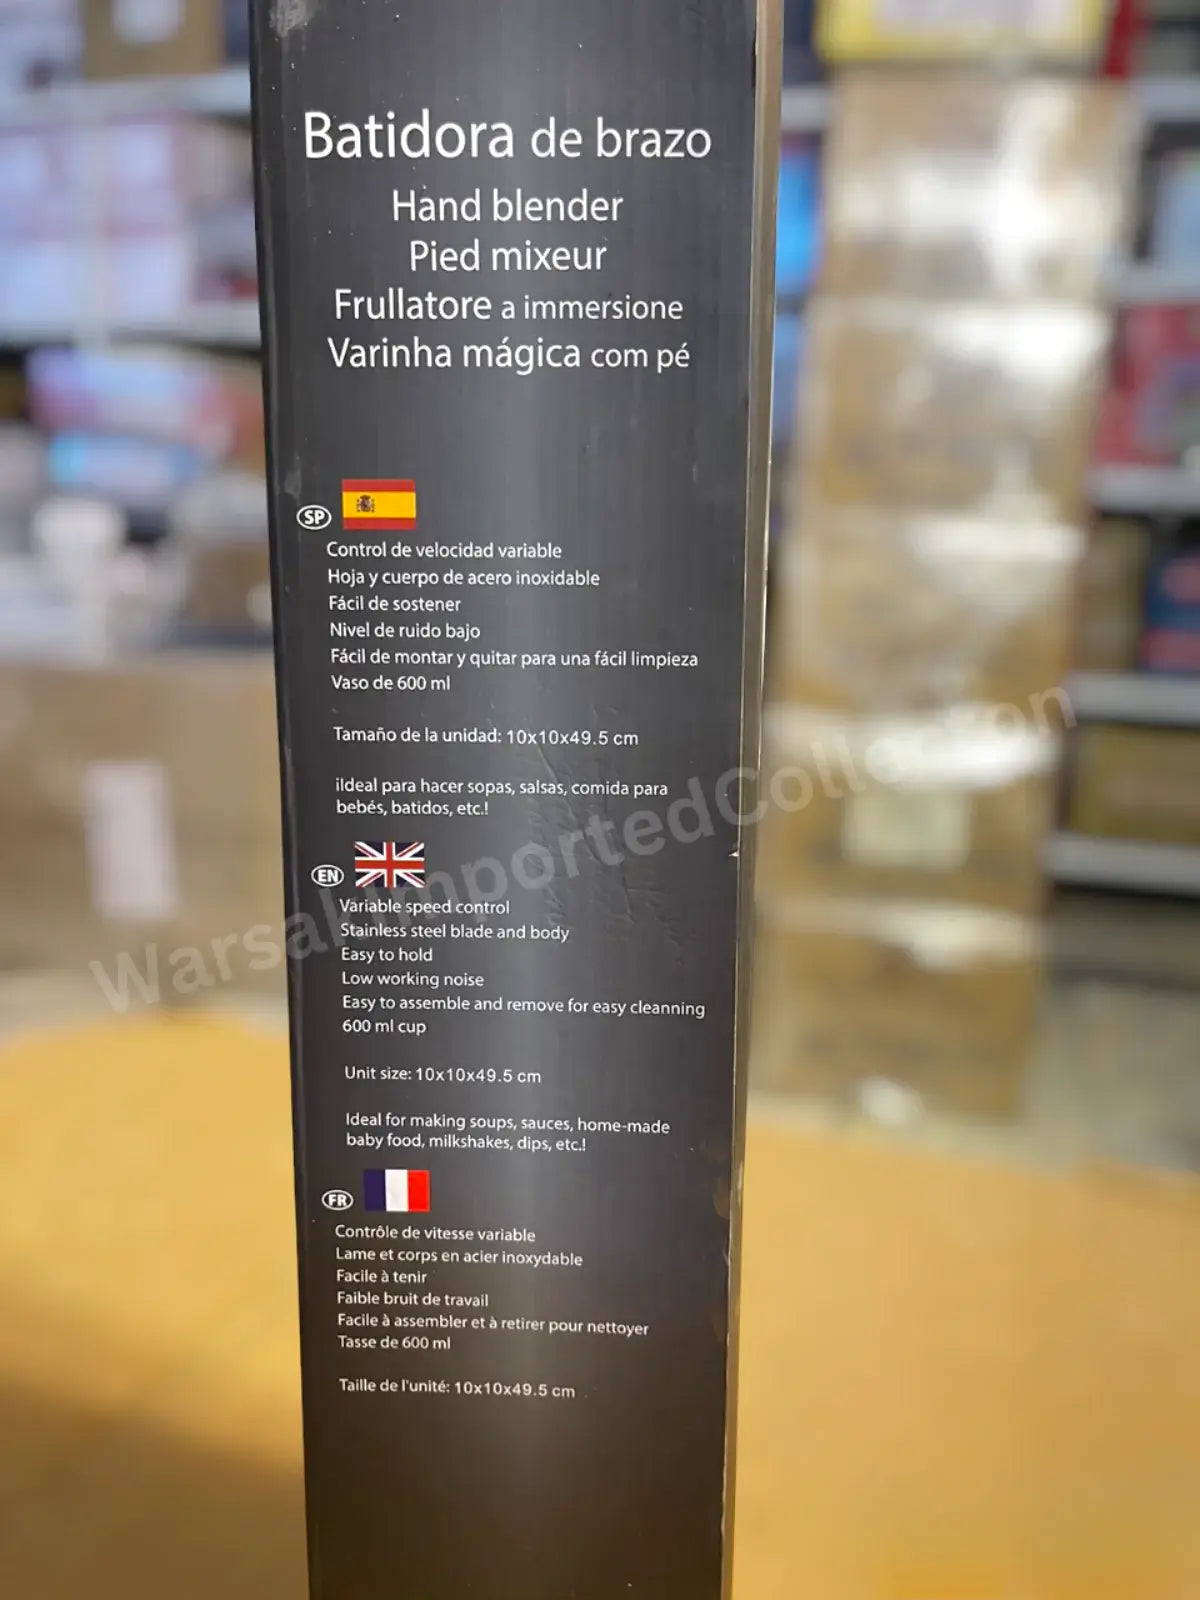 Batidora de brazo
Hand blender
Pied mixeur
Frullatore a immersione
Varinha mágica com pé
SP
Control de velocidad variable
Hoja y cuerpo de acero inoxidable
Fácil de sostener
Nivel de ruido bajo
Fácil de montar y quitar para una fácil limpieza
Vaso de 600 ml
Tamaño de la unidad: 10x10x49.5 cm
¡Ideal para hacer sopas, salsas, comida para
bebés, batidos, etc.!
EN
Variable speed control
Stainless steel blade and body
Easy to hold
Low working noise
Easy to assemble and remove for easy cleanning
600 ml cup
Unit size: 10x10x49.5 cm
Ideal for making soups, sauces, home-made
baby food, milkshakes, dips, etc.!
FR
Contrôle de vitesse variable
Lame et corps en acier inoxydable
Facile à tenir
Faible bruit de travail
Facile à assembler et à retirer pour nettoyer
Tasse de 600 ml
Taille de l'unité: 10x10x49.5 cm
WarsakImportedCollection